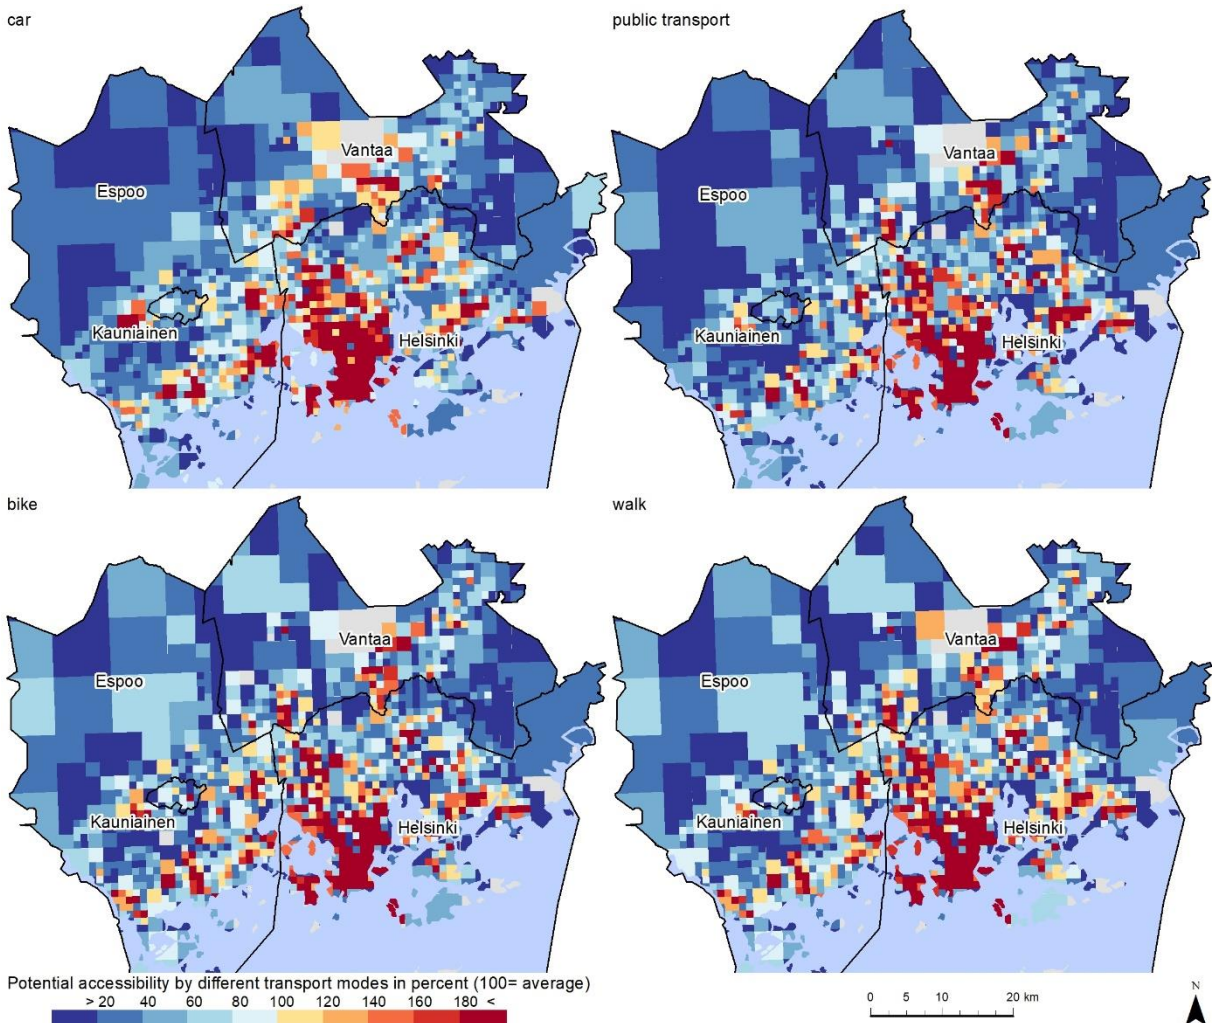 car
public transport
Vantaa
Vantaa
Espoo
Espoo
Kauniainen
Helsinki
Kauniainen
Helsinki
bike
walk
Vantaa
Vantaa
Espoo
Espoo
Kauniainen
Helsinki
Kauniainen
Helsinki
Potential accessibility by different transport modes in percent (100= average)
> 20 40 60 80 100 120 140 160 180 <
0 5 10 20 km
N